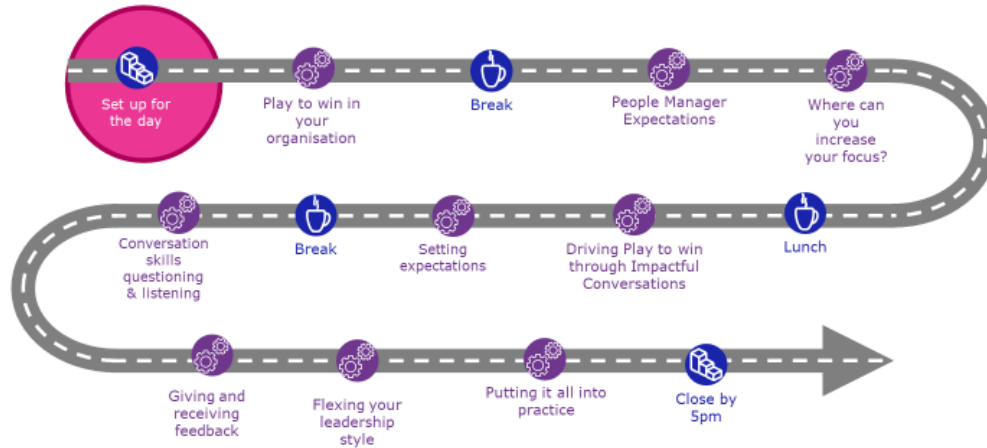 Set up for
the day
Play to win in
your
organisation
Break
People Manager
Expectations
Where can
you
increase
your focus?
Lunch
Driving Play to win
through Impactful
Conversations
Setting
expectations
Break
Conversation
skills
questioning
& listening
Giving and
receiving
feedback
Flexing your
leadership
style
Putting it all into
practice
Close by
5pm